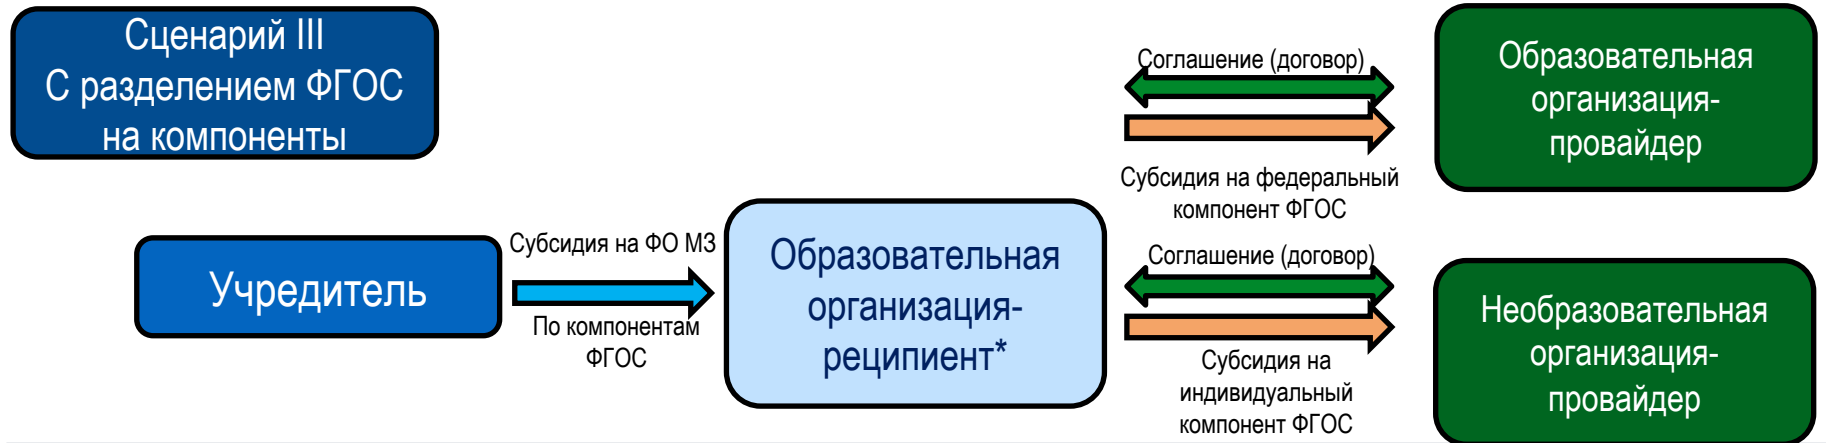 Сценарий III
С разделением ФГОС
на компоненты
Соглашение (договор)
Субсидия на федеральный
компонент ФГОС
Образовательная
организация-
провайдер
Учредитель
Субсидия на ФО МЗ
По компонентам
ФГОС
Образовательная
организация-
реципиент*
Соглашение (договор)
Субсидия на
индивидуальный
компонент ФГОС
Необразовательная
организация-
провайдер